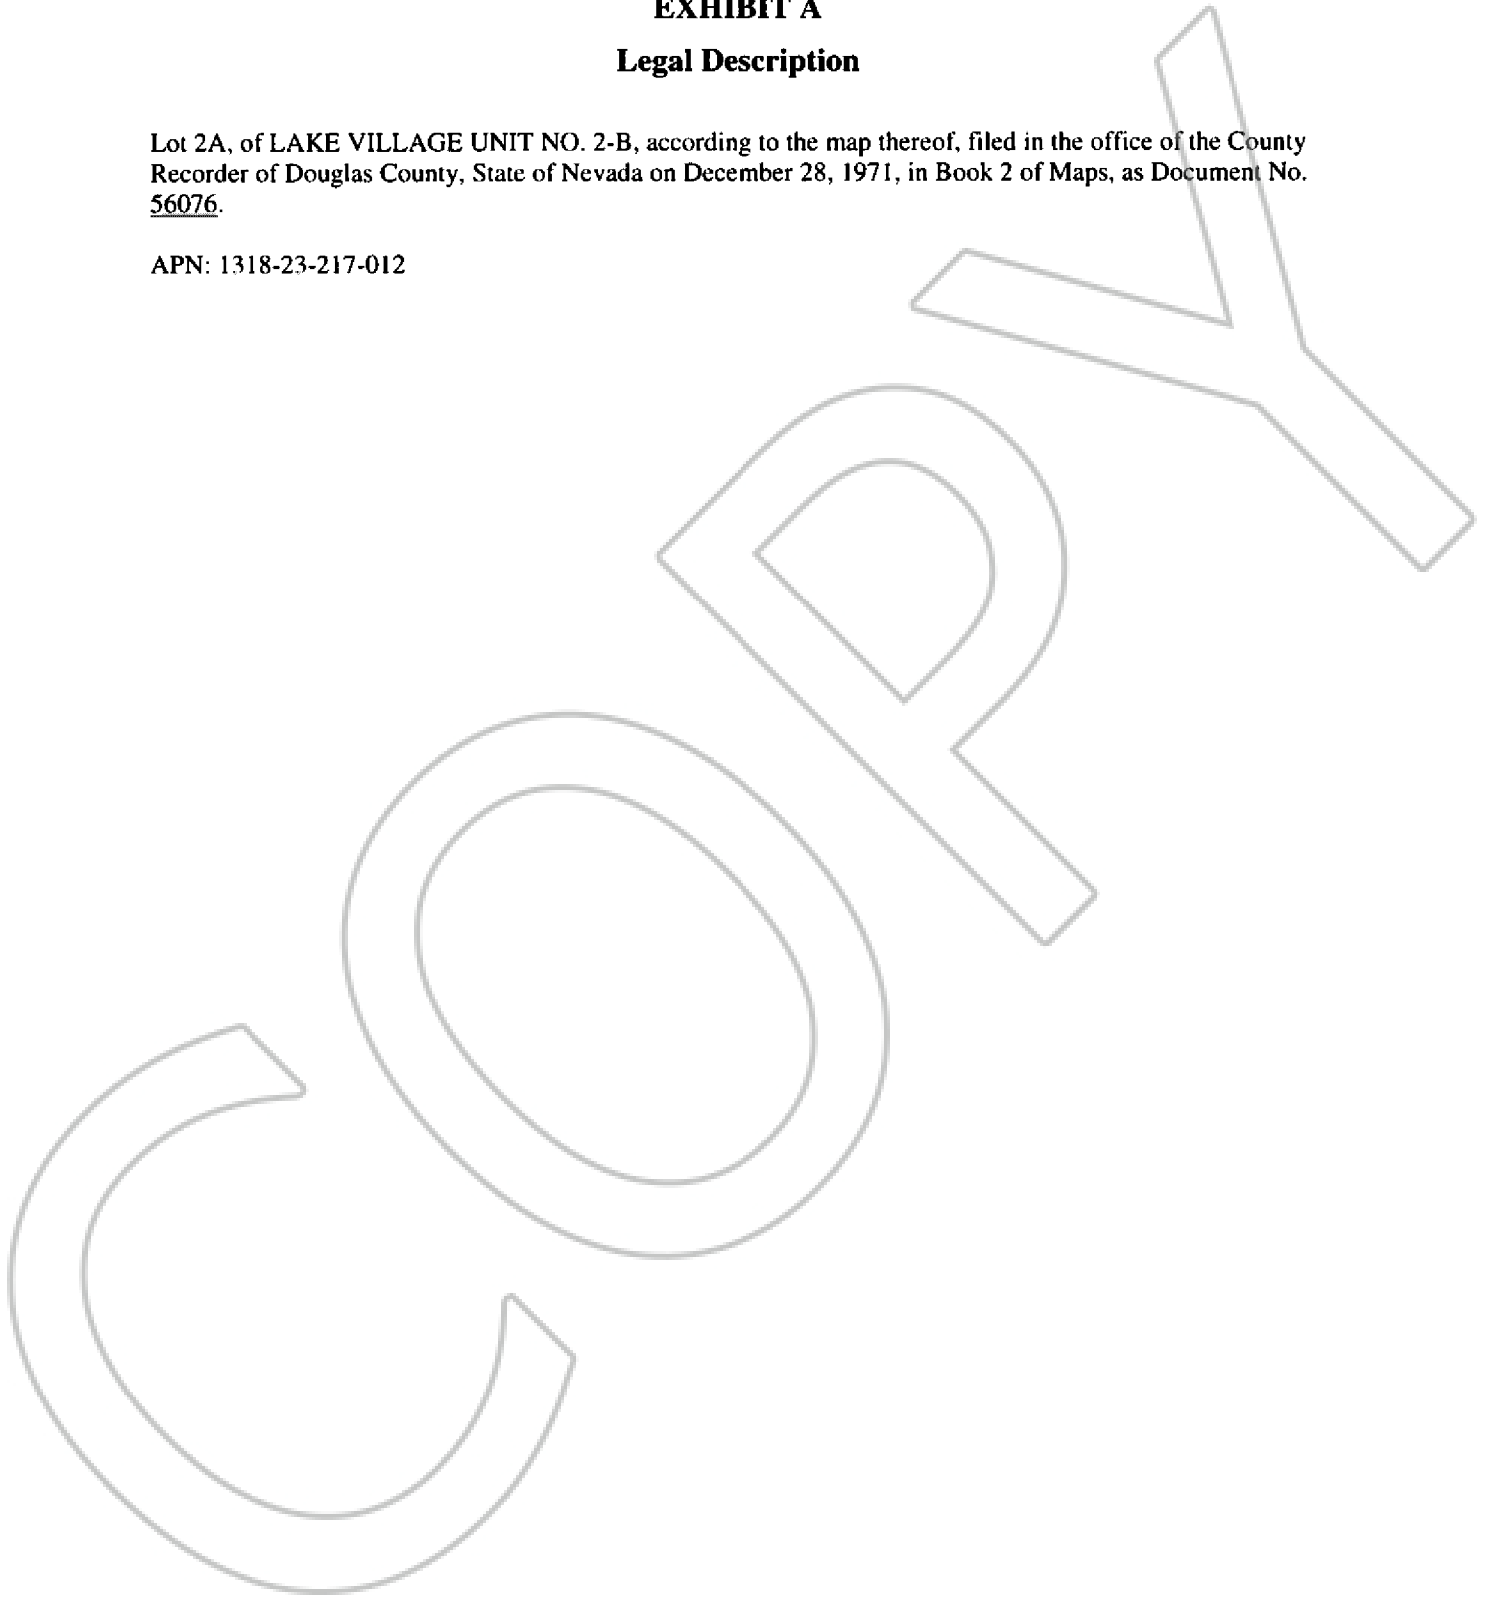 EXHIBIT A
Legal Description
Lot 2A, of LAKE VILLAGE UNIT NO. 2-B, according to the map thereof, filed in the office of the County
Recorder of Douglas County, State of Nevada on December 28, 1971, in Book 2 of Maps, as Document No.
56076.
APN: 1318-23-217-012
COPY